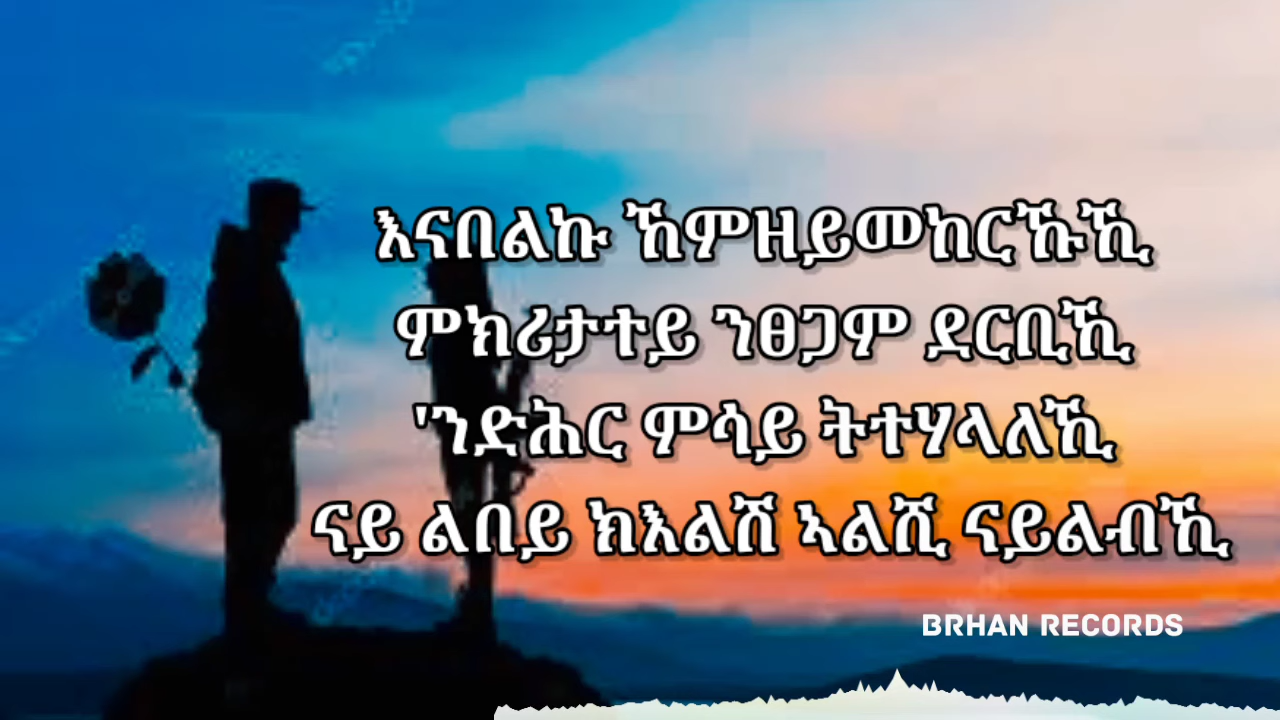 እናበልኩ ኸምዘይመከርኹኺ
ምክሪታተይ ንፀጋም ደርቢኺ
'ንድሕር ምሳይ ትተሃላለኺ
ናይ ልበይ ክእልሽ ኣልሺ ናይልብኺ
BRHAN RECORDS